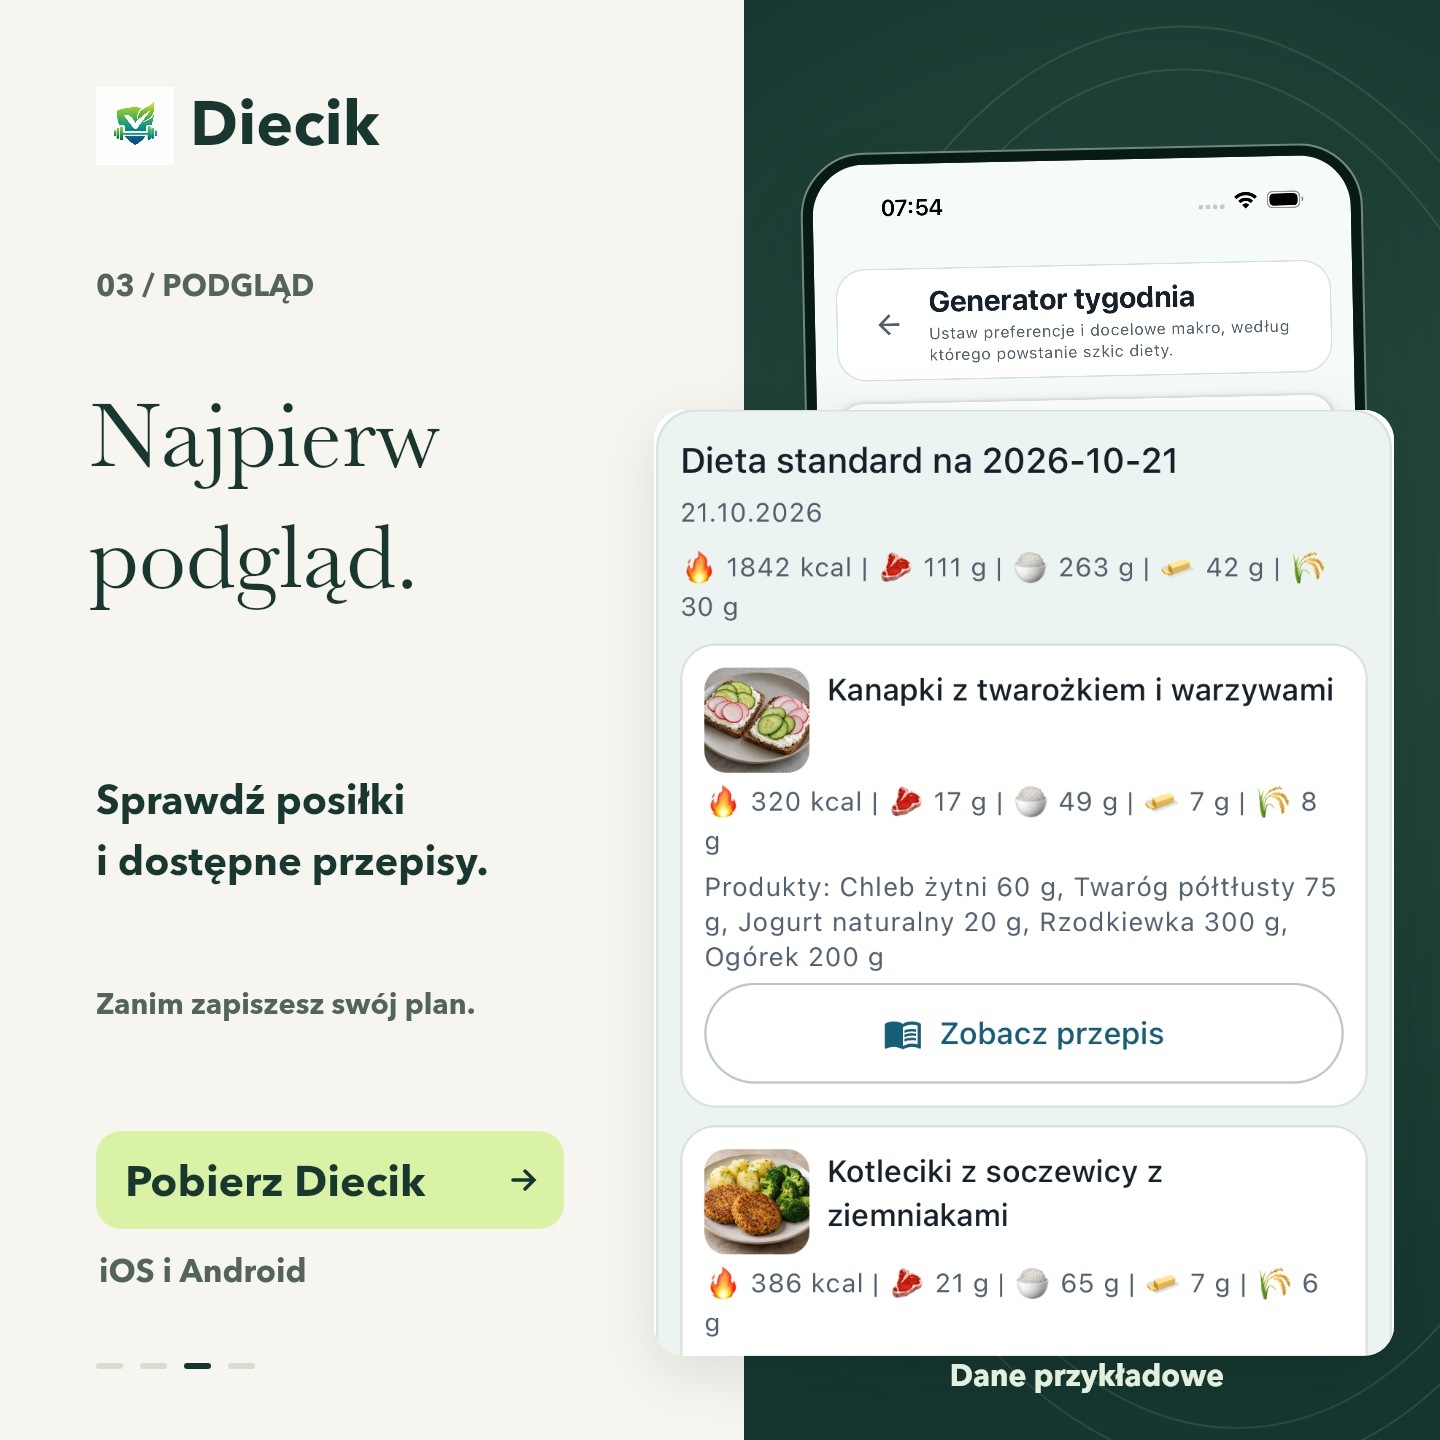 Diecik
03 / PODGLĄD
Najpierw
podgląd.
Sprawdź posiłki
i dostępne przepisy.
Zanim zapiszesz swój plan.
Pobierz Diecik →
iOS i Android
07:54
Generator tygodnia
Ustaw preferencje i docelowe makro, według
którego powstanie szkic diety.
Dieta standard na 2026-10-21
21.10.2026
🔥 1842 kcal | 🥩 111 g | 🍚 263 g | 🧈 42 g | 🌾
30 g
Kanapki z twarożkiem i warzywami
🔥 320 kcal | 🥩 17 g | 🍚 49 g | 🧈 7 g | 🌾 8
g
Produkty: Chleb żytni 60 g, Twaróg półtłusty 75
g, Jogurt naturalny 20 g, Rzodkiewka 300 g,
Ogórek 200 g
Zobacz przepis
Kotleciki z soczewicy z
ziemniakami
🔥 386 kcal | 🥩 21 g | 🍚 65 g | 🧈 7 g | 🌾 6
g
Dane przykładowe